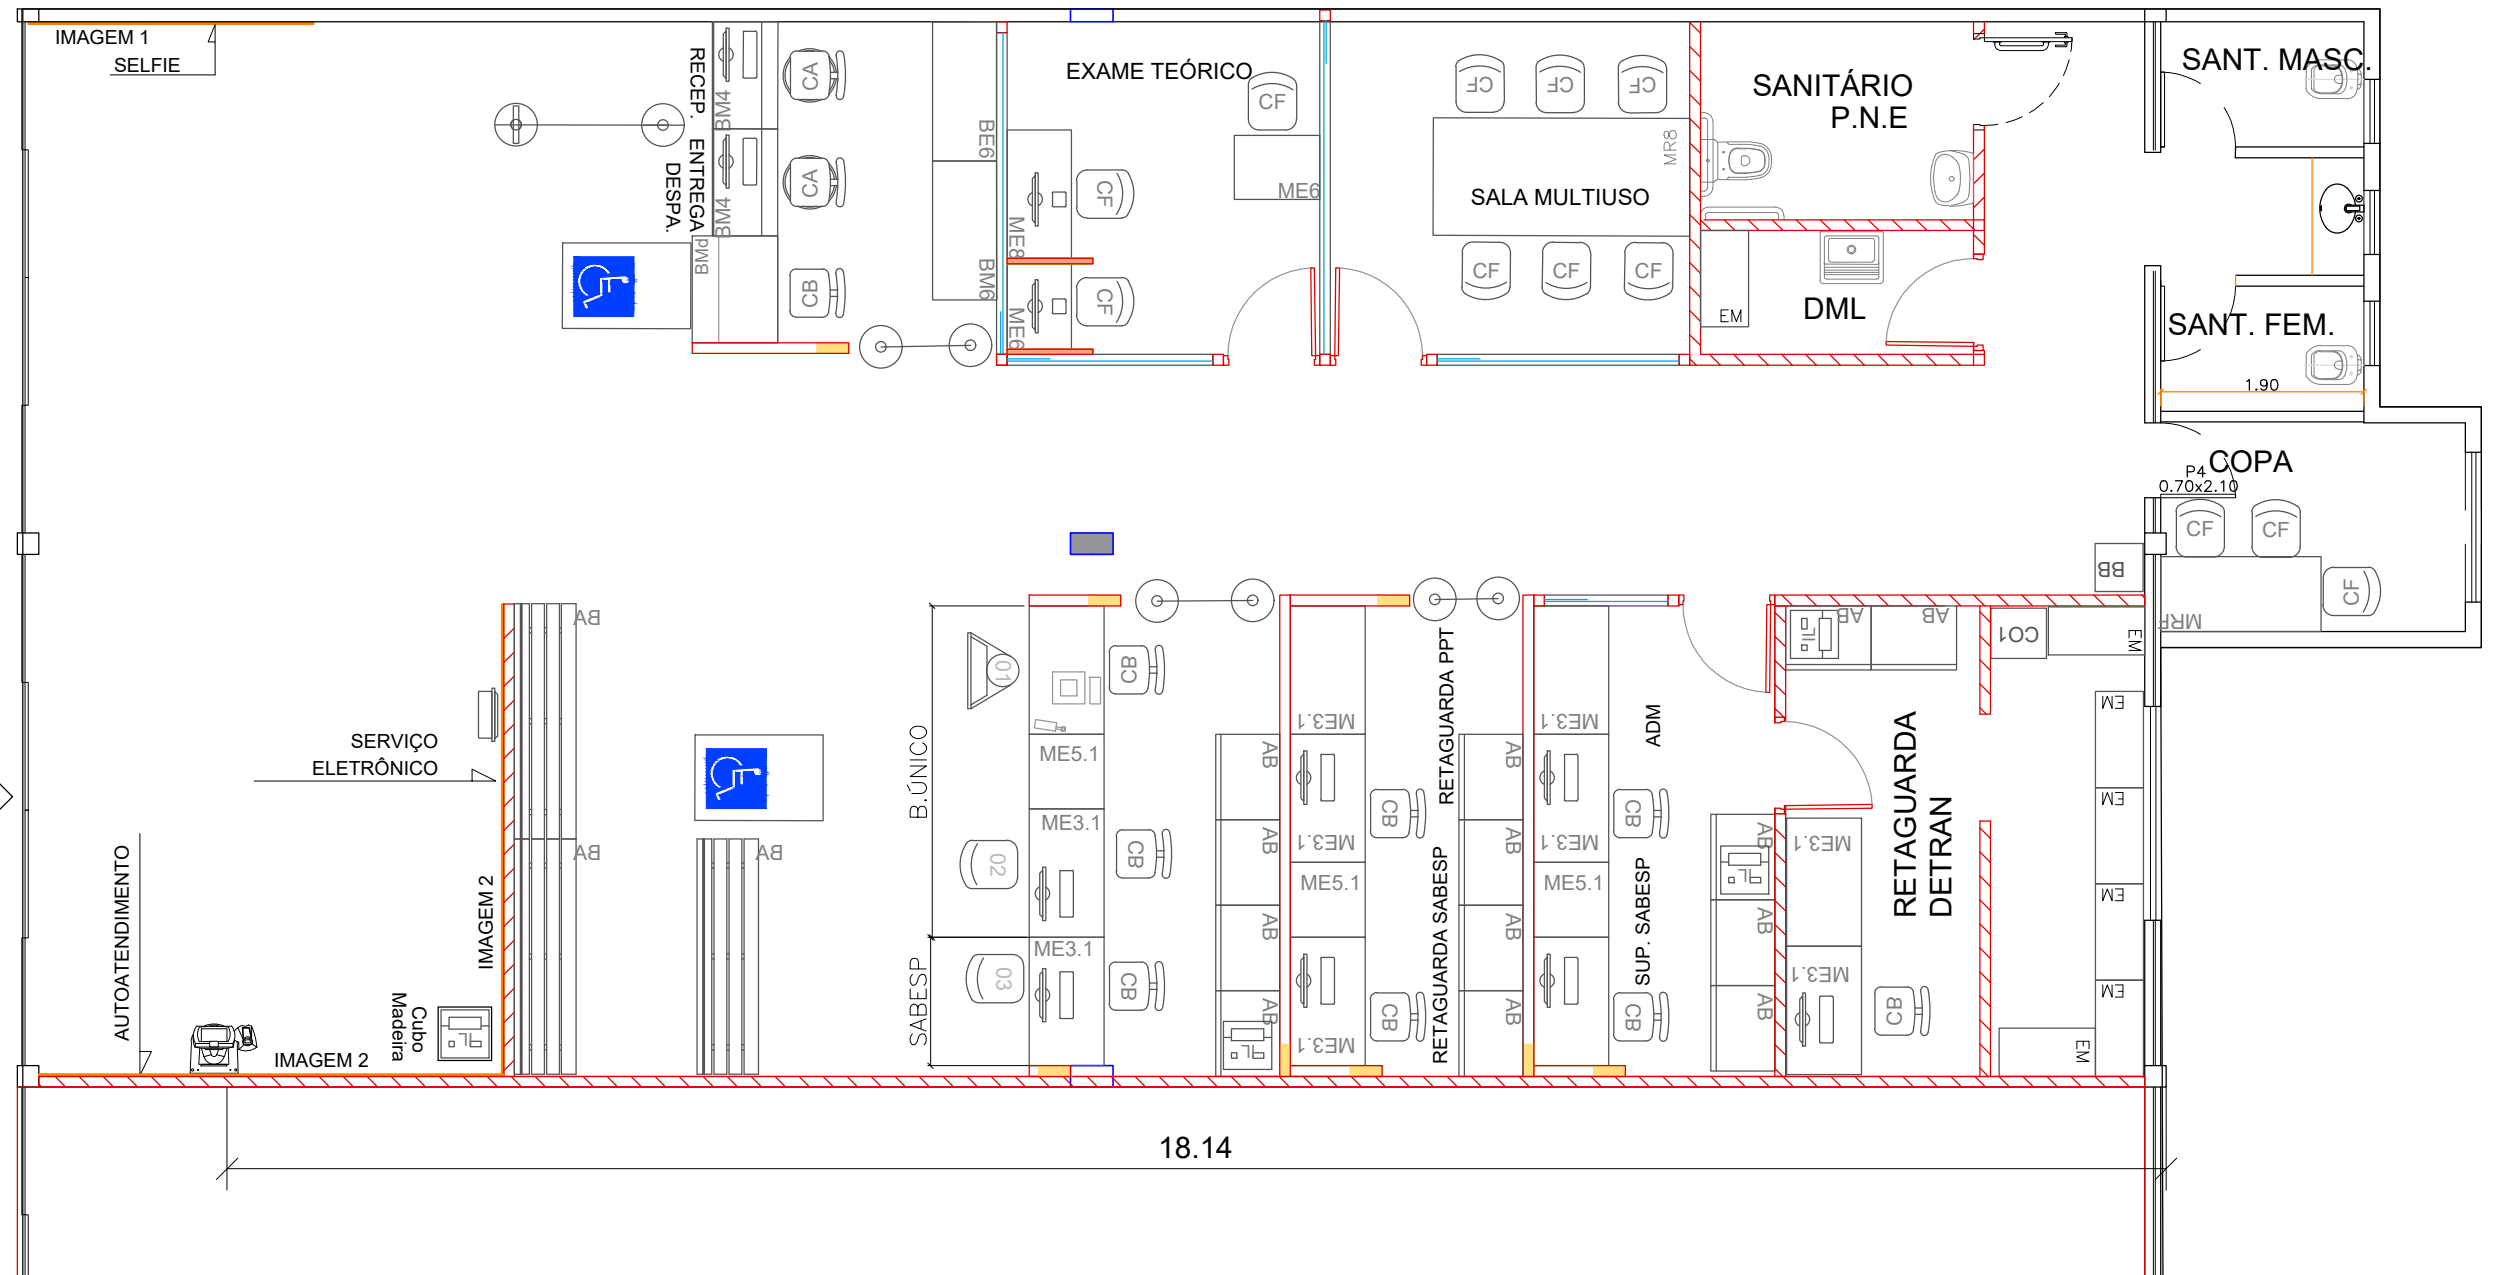 IMAGEM 1
SELFIE
RECEP.
ENTREGA
DESPA.
BM4
BM4
BMd
CA
CA
CB
BE6
BM6
EXAME TEÓRICO
CF
ME6
CF
ME8
CF
ME6
CF
CF
CF
MR8
SALA MULTIUSO
CF
CF
CF
SANITÁRIO
P.N.E
EM
DML
SANT. MASC.
SANT. FEM.
1.90
COPA
P4
0.70x2.10
CF
CF
CF
MRF
BB
SERVIÇO
ELETRÔNICO
AUTOATENDIMENTO
IMAGEM 2
IMAGEM 2
Cubo
Madeira
BA
BA
BA
B.ÚNICO
SABESP
01
02
03
ME5.1
ME3.1
ME3.1
CB
CB
CB
AB
AB
AB
AB
ME3.1
ME3.1
ME5.1
ME3.1
CB
CB
RETAGUARDA PPT
RETAGUARDA SABESP
AB
AB
AB
AB
ME3.1
ME3.1
ME5.1
CB
CB
ADM
SUP. SABESP
AB
AB
AB
AB
AB
ME3.1
ME3.1
CB
RETAGUARDA
DETRAN
CO1
EM
EM
EM
EM
EM
EM
18.14